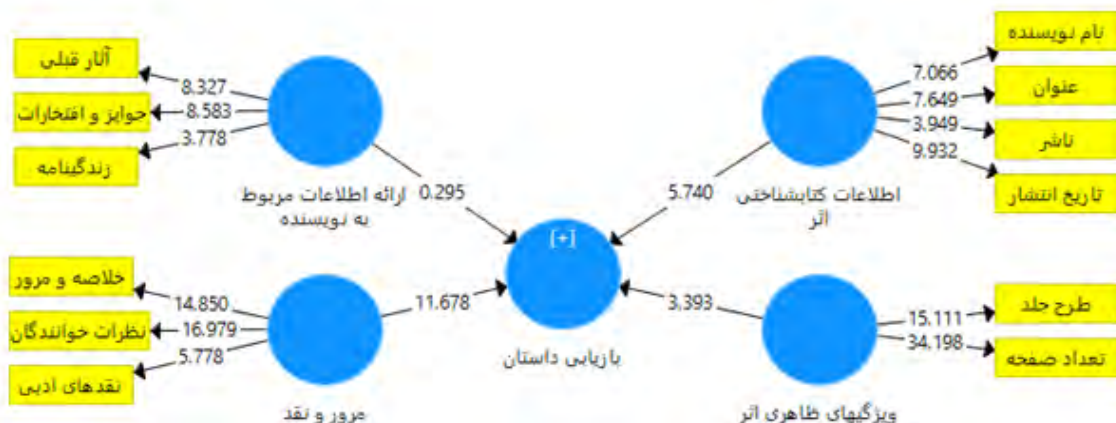 نام نویسنده
عنوان
ناشر
تاریخ انتشار
7.066
7.649
3.949
9.932
اطلاعات کتابشناختی
اثر
5.740
آثار قبلی
جوایز و افتخارات
زندگینامه
8.327
8.583
3.778
ارائه اطلاعات مربوط
به نویسنده
0.295
[+]
بازیابی داستان
طرح جلد
تعداد صفحه
15.111
34.198
ویژگیهای ظاهری اثر
3.393
خلاصه و مرور
نظرات خوانندگان
نقدهای ادبی
14.850
16.979
5.778
مرور و نقد
11.678